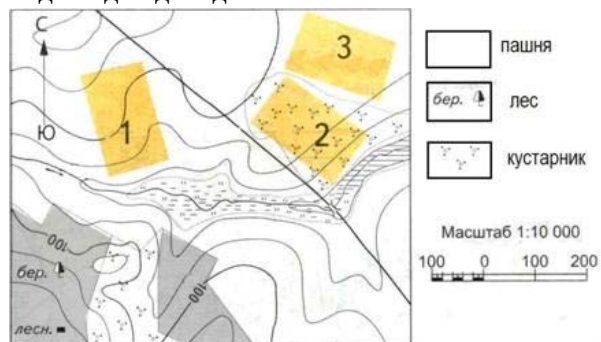 С
3
пашня
1
2
бер.
лес
Ю
кустарник
100
бер.
Масштаб 1:10 000
100
100 0 100 200
лесн.